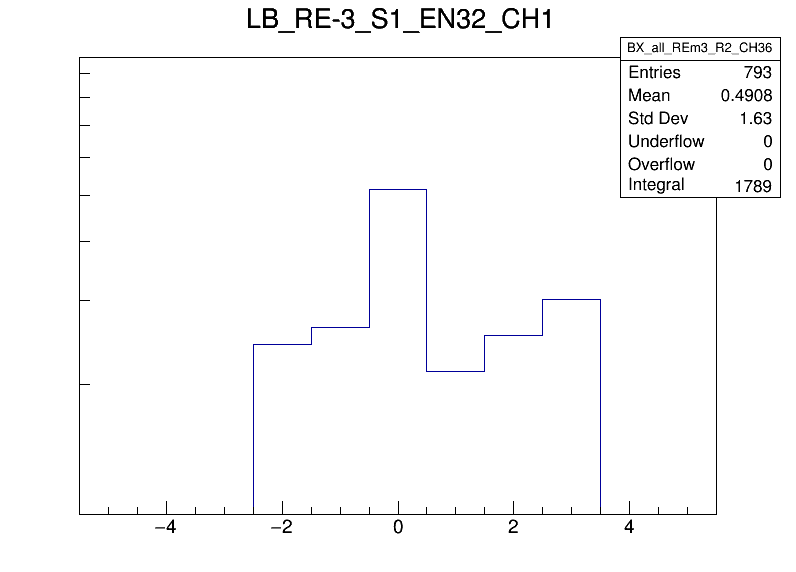 LB_RE-3_S1_EN32_CH1
BX_all_REm3_R2_CH36
Entries 793
Mean 0.4908
Std Dev 1.63
Underflow 0
Overflow 0
Integral 1789
−4 −2 0 2 4